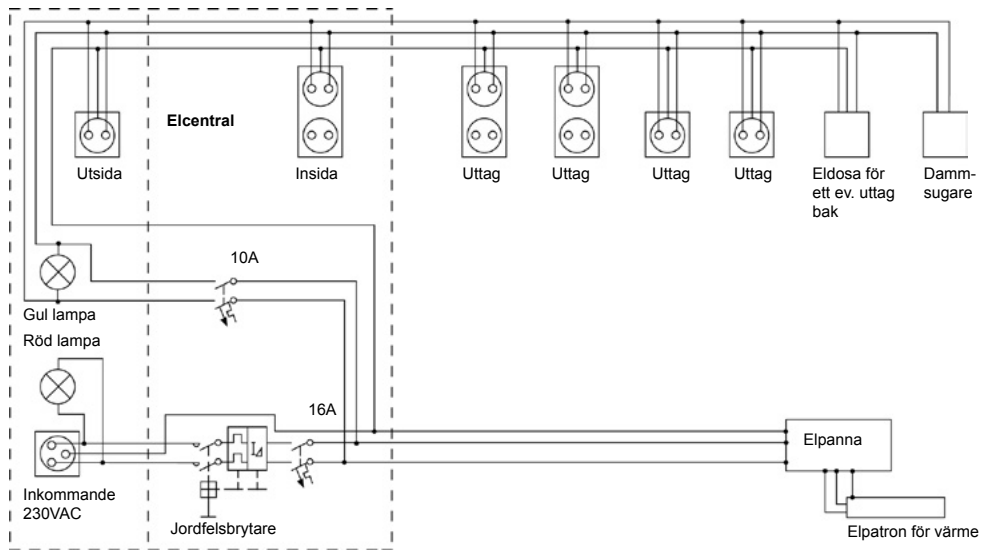 Elcentral
Utsida
Insida
Uttag
Uttag
Uttag
Uttag
Eldosa för
ett ev. uttag
bak
Damm-
sugare
10A
Gul lampa
Röd lampa
16A
I⊿
Elpanna
Inkommande
230VAC
Jordfelsbrytare
Elpatron för värme